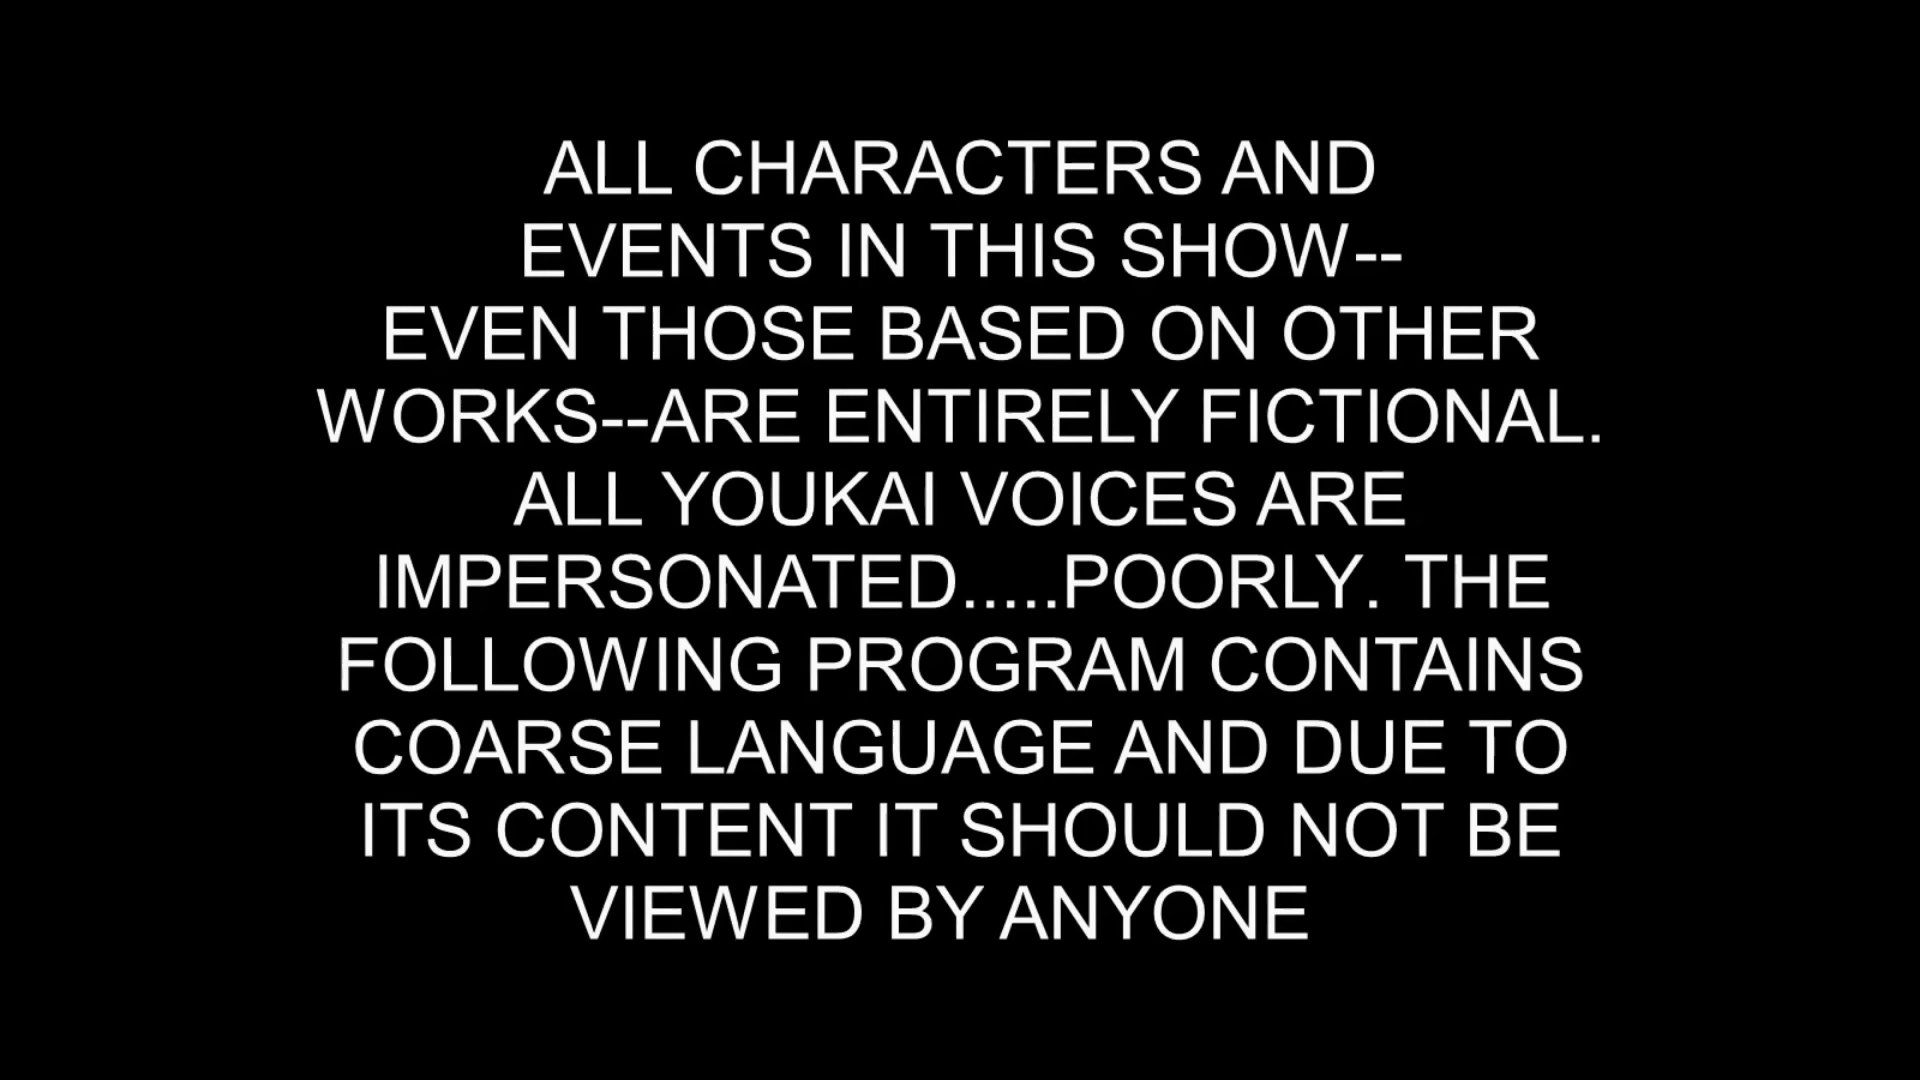 ALL CHARACTERS AND
EVENTS IN THIS SHOW--
EVEN THOSE BASED ON OTHER
WORKS--ARE ENTIRELY FICTIONAL.
ALL YOUKAI VOICES ARE
IMPERSONATED.....POORLY. THE
FOLLOWING PROGRAM CONTAINS
COARSE LANGUAGE AND DUE TO
ITS CONTENT IT SHOULD NOT BE
VIEWED BY ANYONE